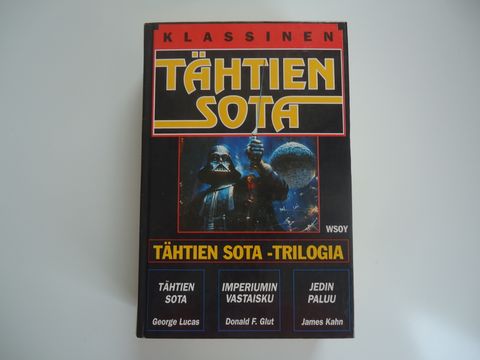 KLASSINEN
TÄHTIEN
SOTA
WSOY
TÄHTIEN SOTA -TRILOGIA
TÄHTIEN
SOTA
George Lucas
IMPERIUMIN
VASTAISKU
Donald F. Glut
JEDIN
PALUU
James Kahn